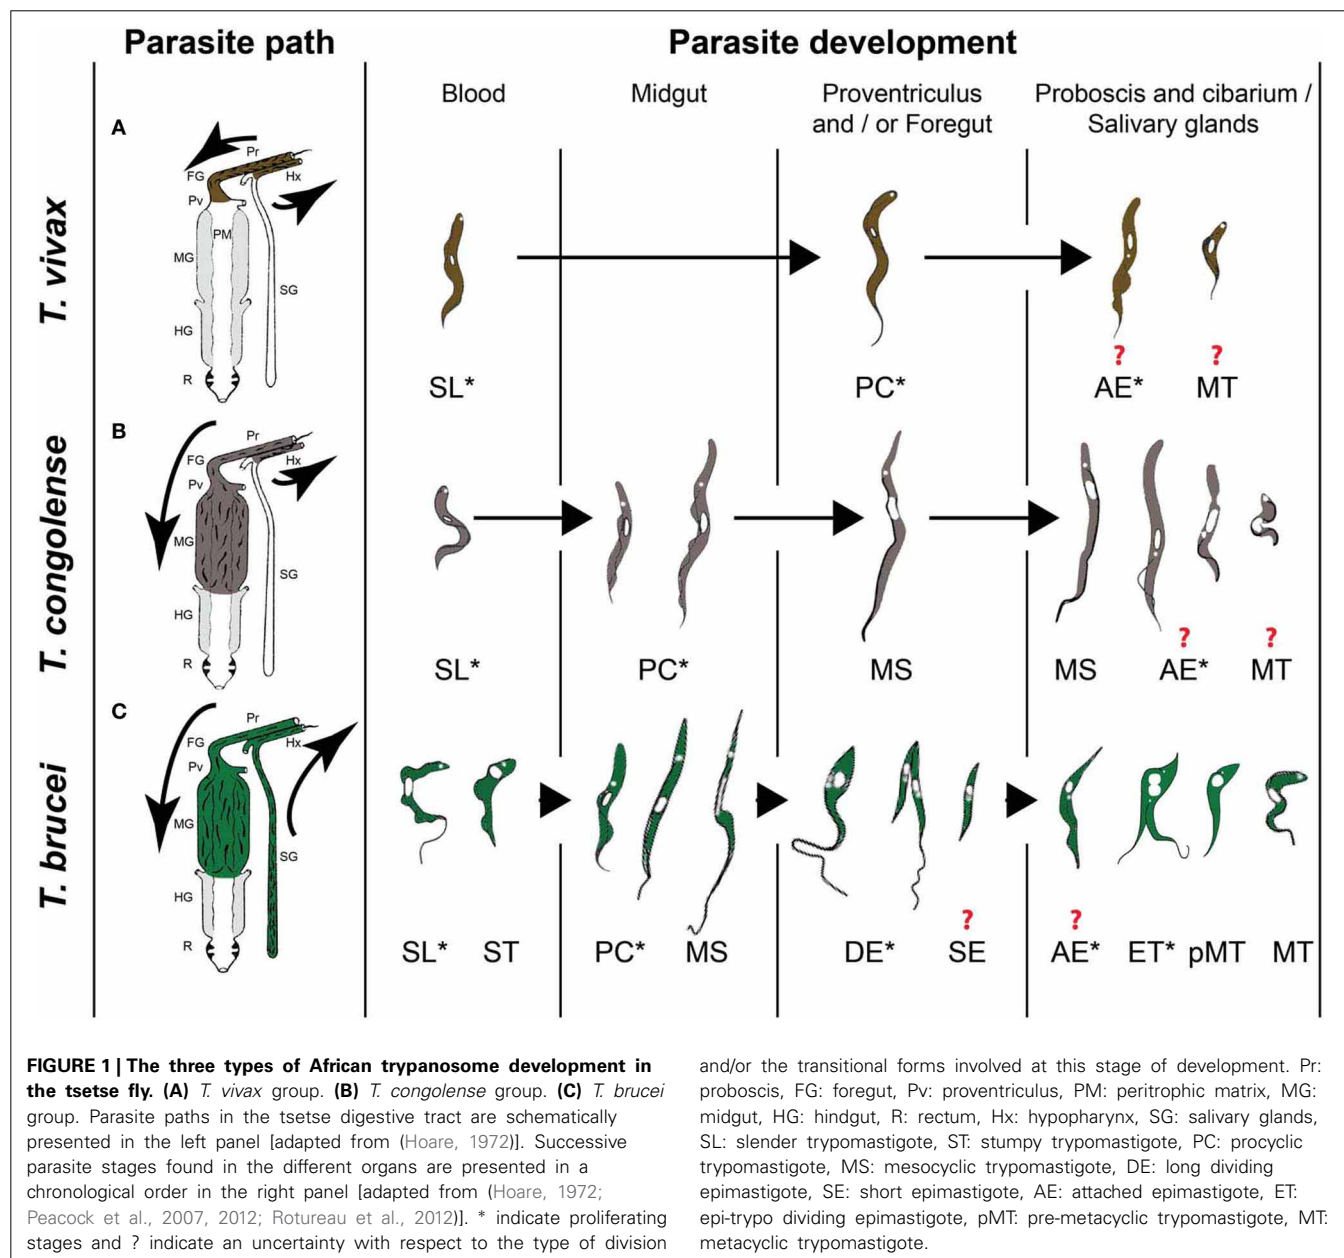 Parasite path
Parasite development
Blood
Midgut
Proventriculus
and / or Foregut
Proboscis and cibarium /
Salivary glands
T. vivax
A
Pr
FG
Hx
Pv
PM
MG
SG
HG
R
SL*
PC*
?
?
AE*
MT
T. congolense
B
Pr
FG
Hx
Pv
MG
SG
HG
R
SL*
PC*
MS
MS
?
AE*
?
MT
T. brucei
C
Pr
FG
Hx
Pv
MG
SG
HG
R
SL*
ST
PC*
MS
DE*
?
SE
?
AE*
ET*
pMT
MT
FIGURE 1 | The three types of African trypanosome development in
the tsetse fly. (A) T. vivax group. (B) T. congolense group. (C) T. brucei
group. Parasite paths in the tsetse digestive tract are schematically
presented in the left panel [adapted from (Hoare, 1972)]. Successive
parasite stages found in the different organs are presented in a
chronological order in the right panel [adapted from (Hoare, 1972;
Peacock et al., 2007, 2012; Rotureau et al., 2012)]. * indicate proliferating
stages and ? indicate an uncertainty with respect to the type of division
and/or the transitional forms involved at this stage of development. Pr:
proboscis, FG: foregut, Pv: proventriculus, PM: peritrophic matrix, MG:
midgut, HG: hindgut, R: rectum, Hx: hypopharynx, SG: salivary glands,
SL: slender trypomastigote, ST: stumpy trypomastigote, PC: procyclic
trypomastigote, MS: mesocyclic trypomastigote, DE: long dividing
epimastigote, SE: short epimastigote, AE: attached epimastigote, ET:
epi-trypo dividing epimastigote, pMT: pre-metacyclic trypomastigote, MT:
metacyclic trypomastigote.